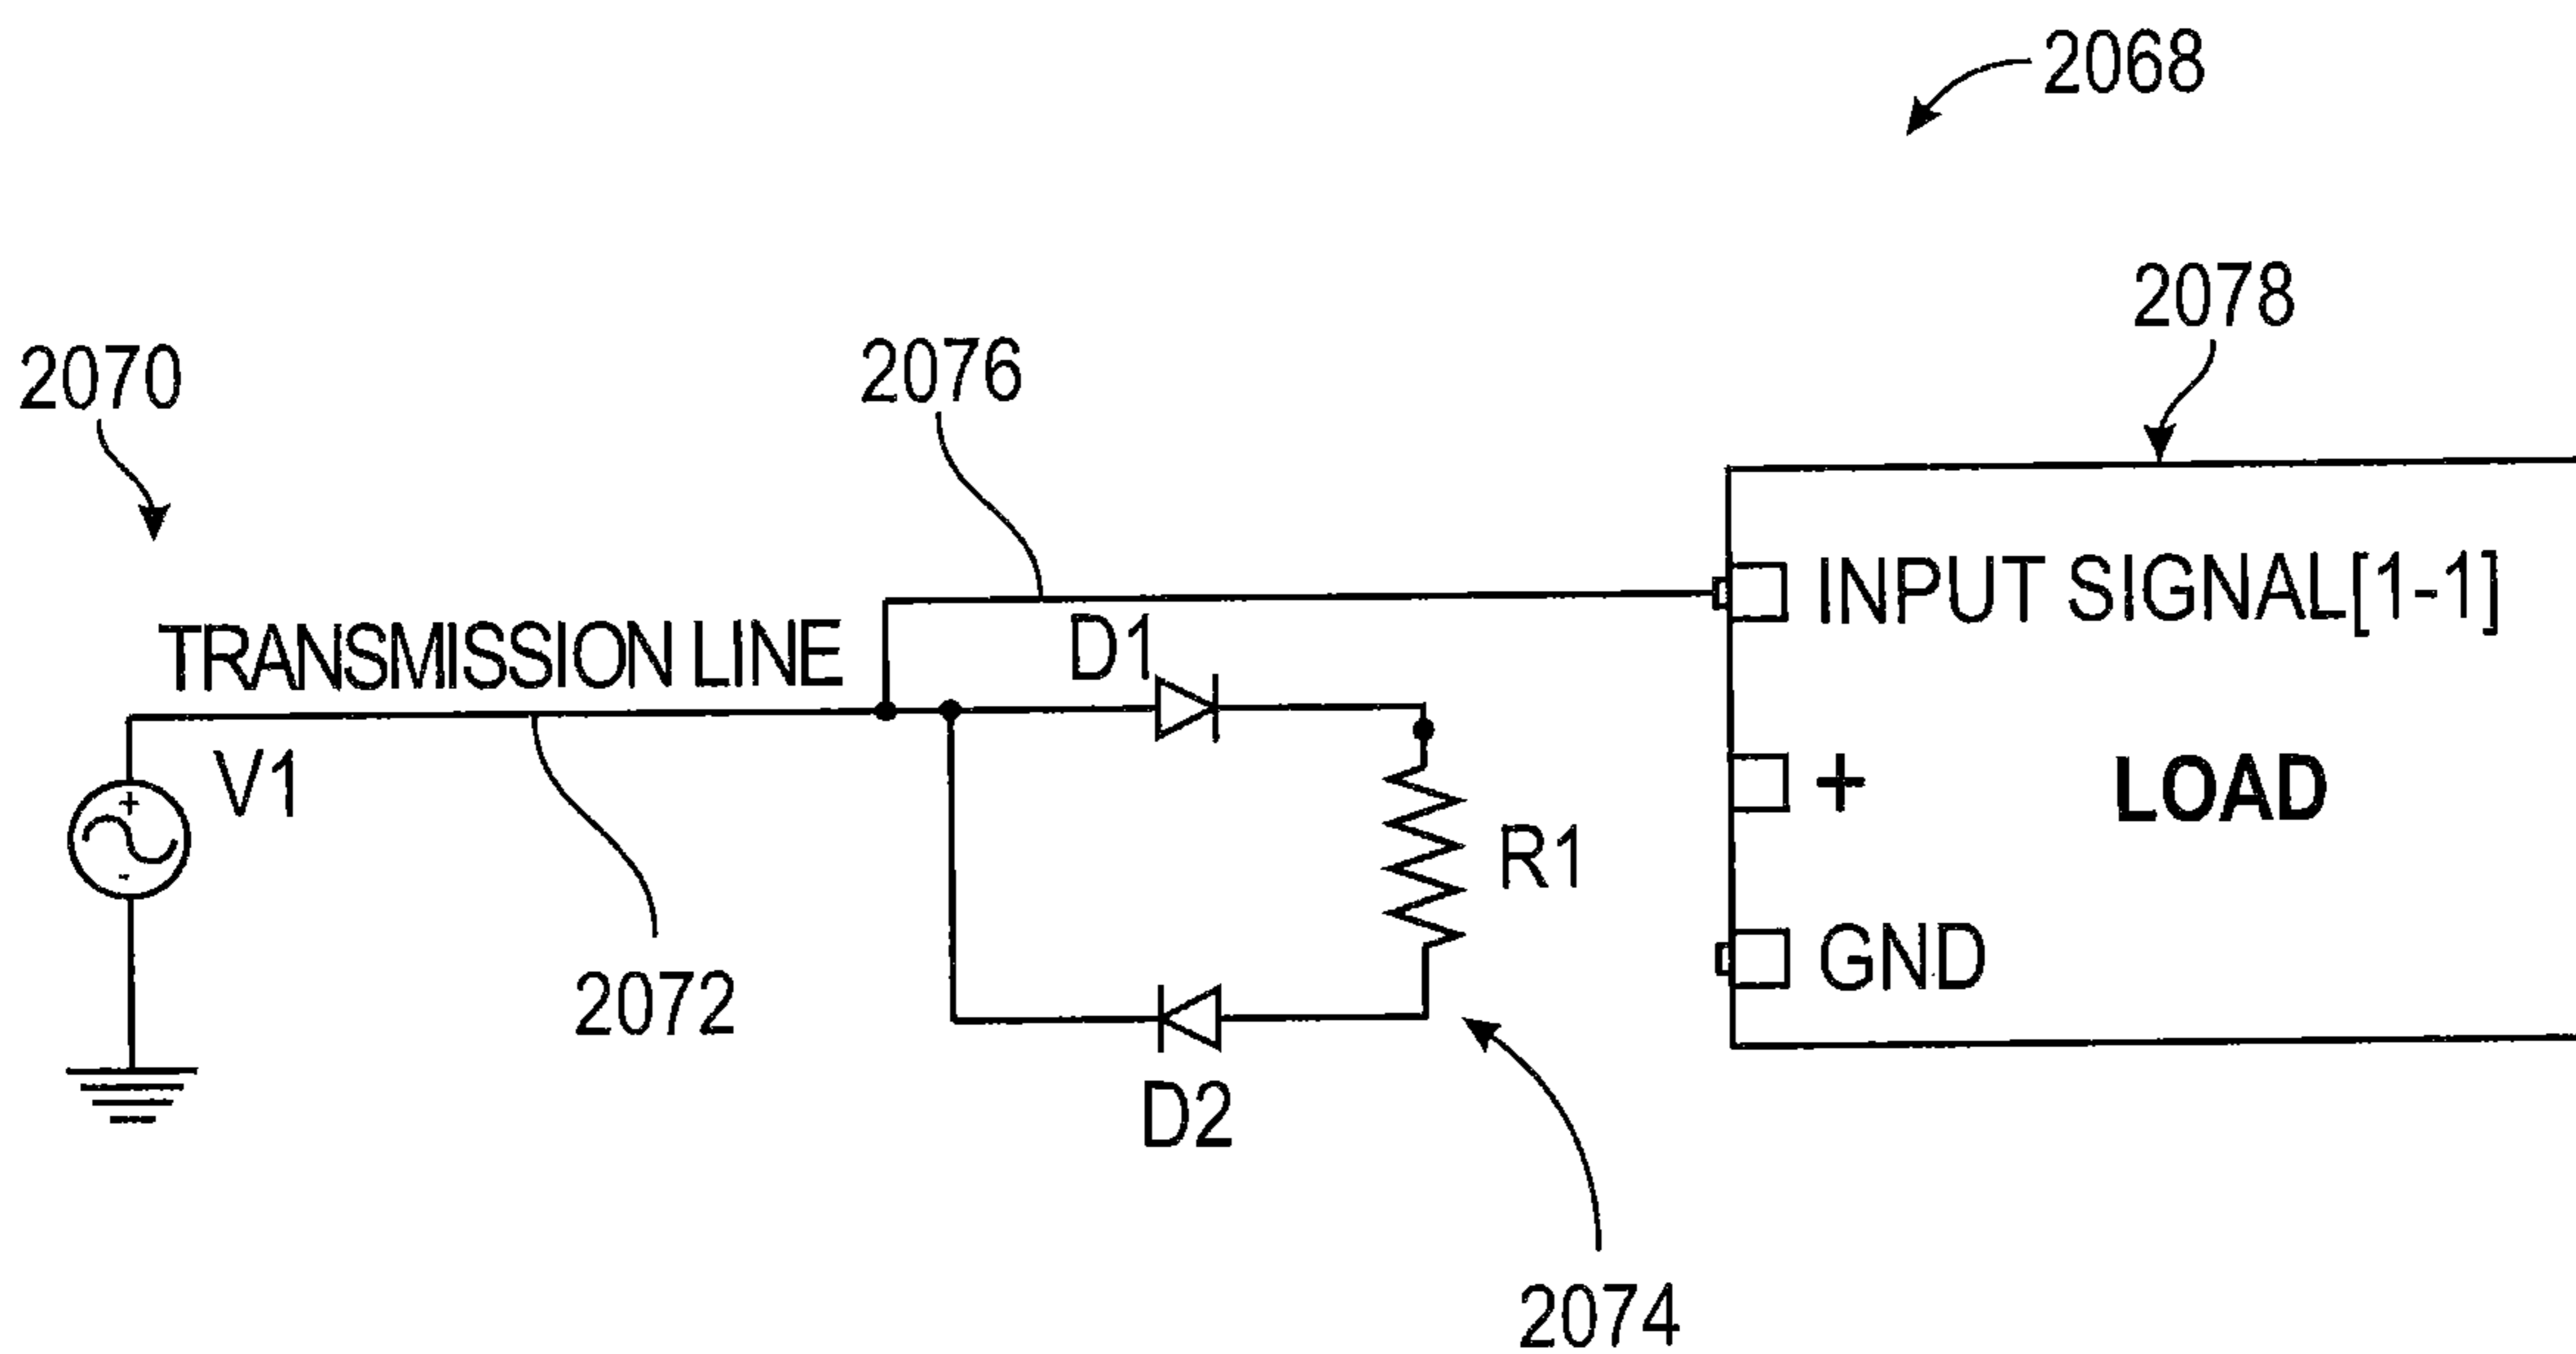 2068
2078
2070
2076
INPUT SIGNAL[1-1]
D1
TRANSMISSION LINE
V1
+
-
+
LOAD
R1
GND
2072
D2
2074